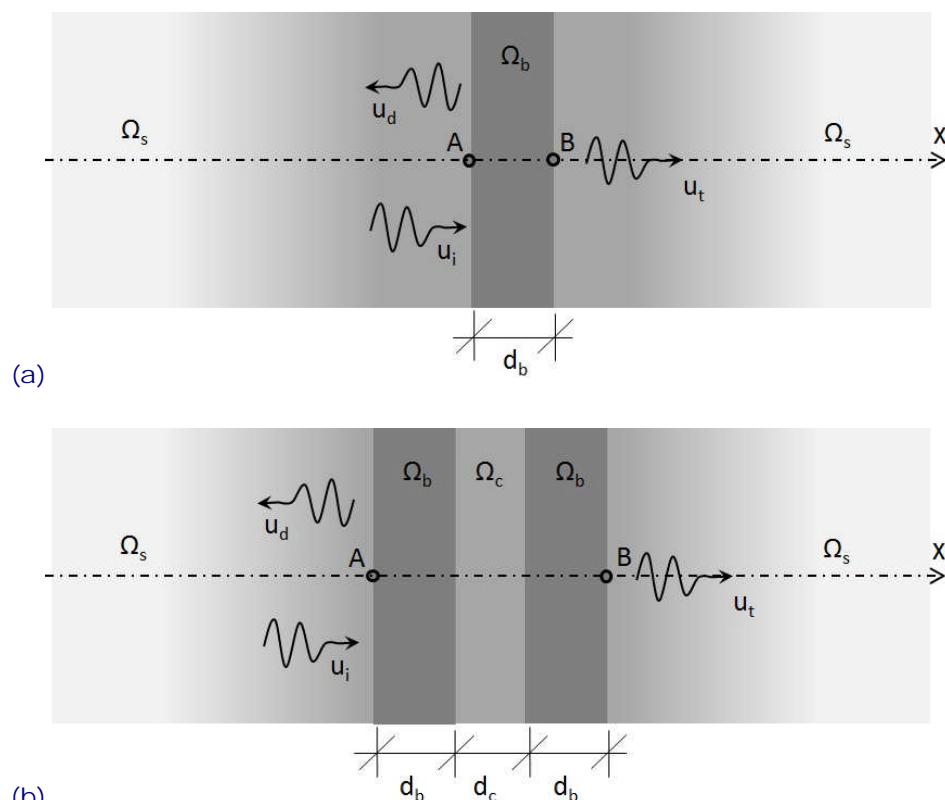 Ω_b
u_d
Ω_s
A
B
Ω_s
X
u_t
u_i
d_b
(a)
Ω_b Ω_c Ω_b
u_d
Ω_s
A
B
Ω_s
X
u_t
u_i
d_b d_c d_b
(b)